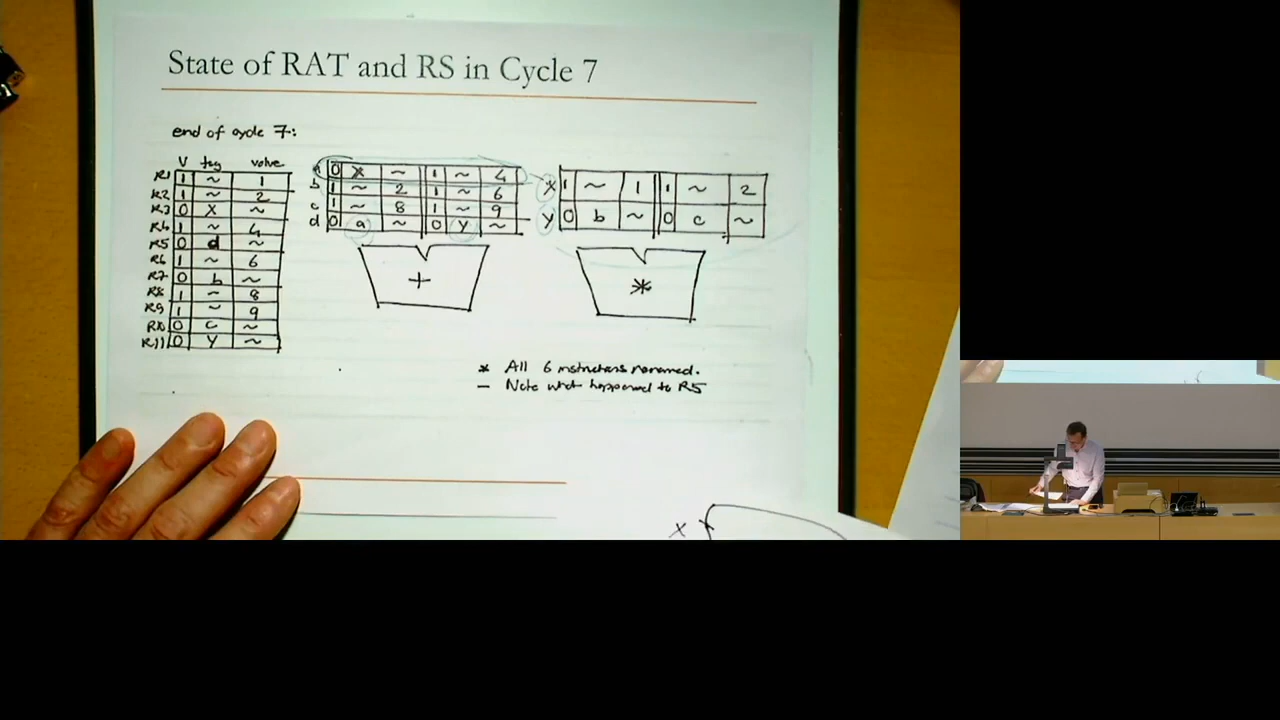 State of RAT and RS in Cycle 7
end of cycle 7:
V tag value
R1 1 ~ 1
R2 1 ~ 2
R3 0 X ~
R4 1 ~ 4
R5 0 d ~
R6 1 ~ 6
R7 0 b ~
R8 1 ~ 8
R9 1 ~ 9
R10 0 c ~
R11 0 Y ~
a 0 X ~ 1 ~ 4
b 1 ~ 2 1 ~ 6
c 1 ~ 8 1 ~ 9
d 0 a ~ 0 Y ~
+
X 1 ~ 1 1 ~ 2
Y 0 b ~ 0 c ~
*
* All 6 instructions renamed.
– Note what happened to R5
X